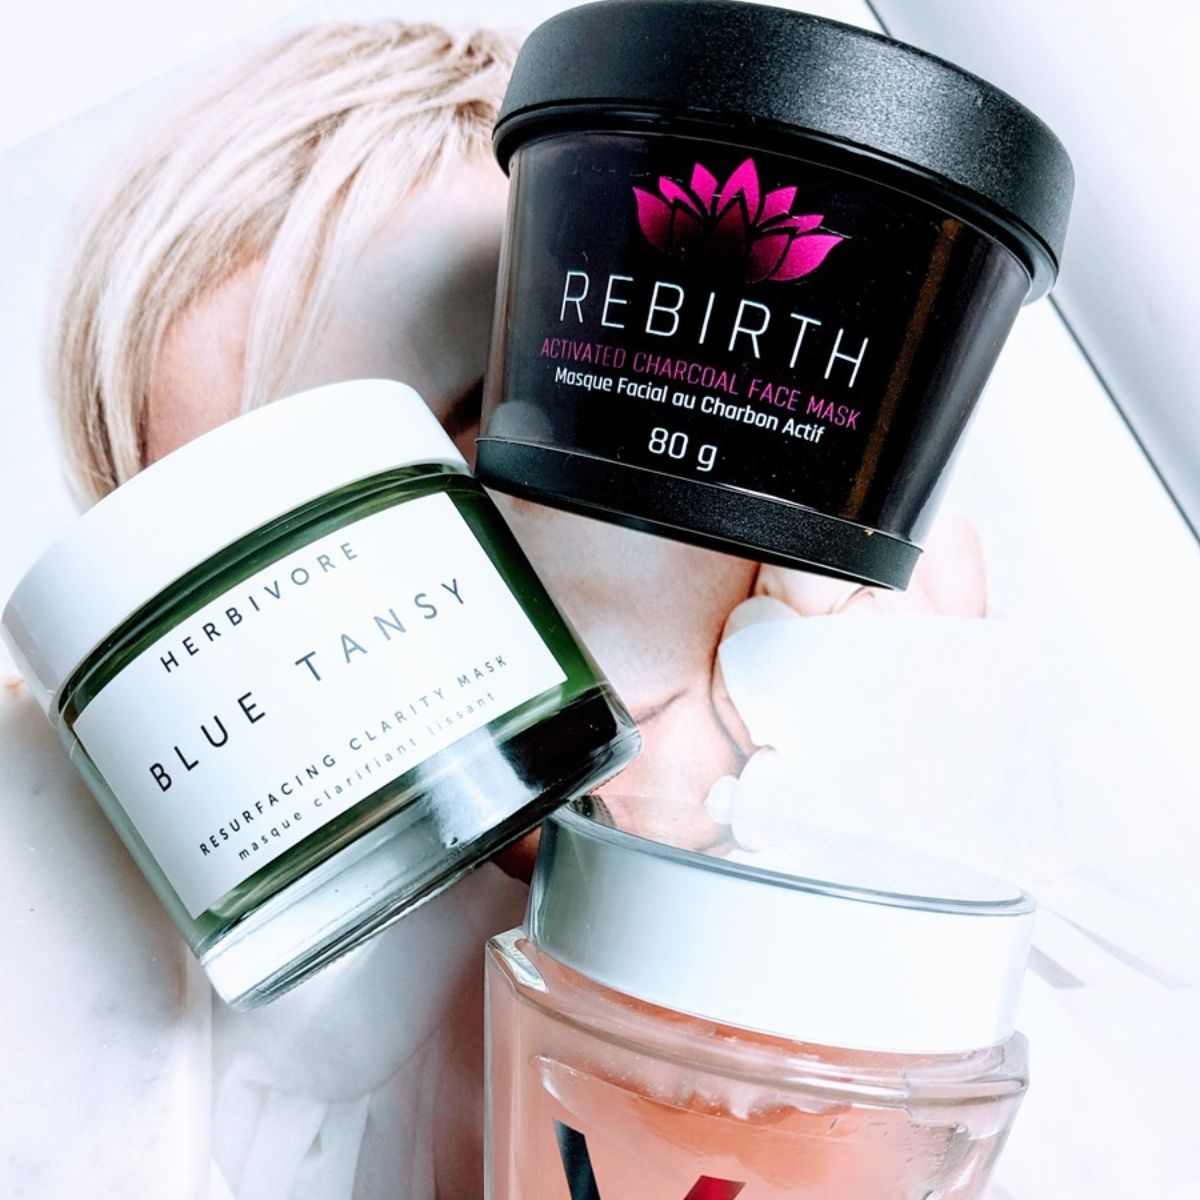 REBIRTH
ACTIVATED CHARCOAL FACE MASK
Masque Facial au Charbon Actif
80 g
HERBIVORE
BLUE TANSY
RESURFACING CLARITY MASK
masque clarifiant lissant